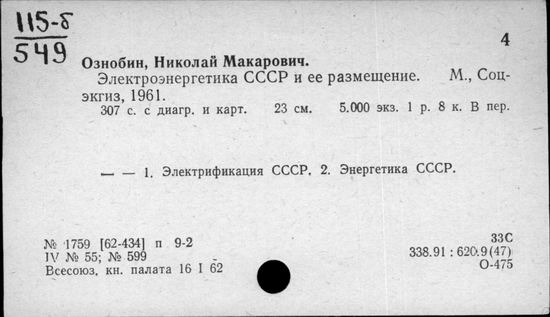 115-б
549
4
Ознобин, Николай Макарович.
Электроэнергетика СССР и ее размещение. М., Соц-
экгиз, 1961.
307 с. с диагр. и карт. 23 см. 5.000 экз. 1 р. 8 к. В пер.
— — 1. Электрификация СССР. 2. Энергетика СССР.
№ 1759 [62-434] п 9-2
IV № 55; № 599
Всесоюз. кн. палата 16 I 62
33С
338.91 : 620.9(47)
О-475